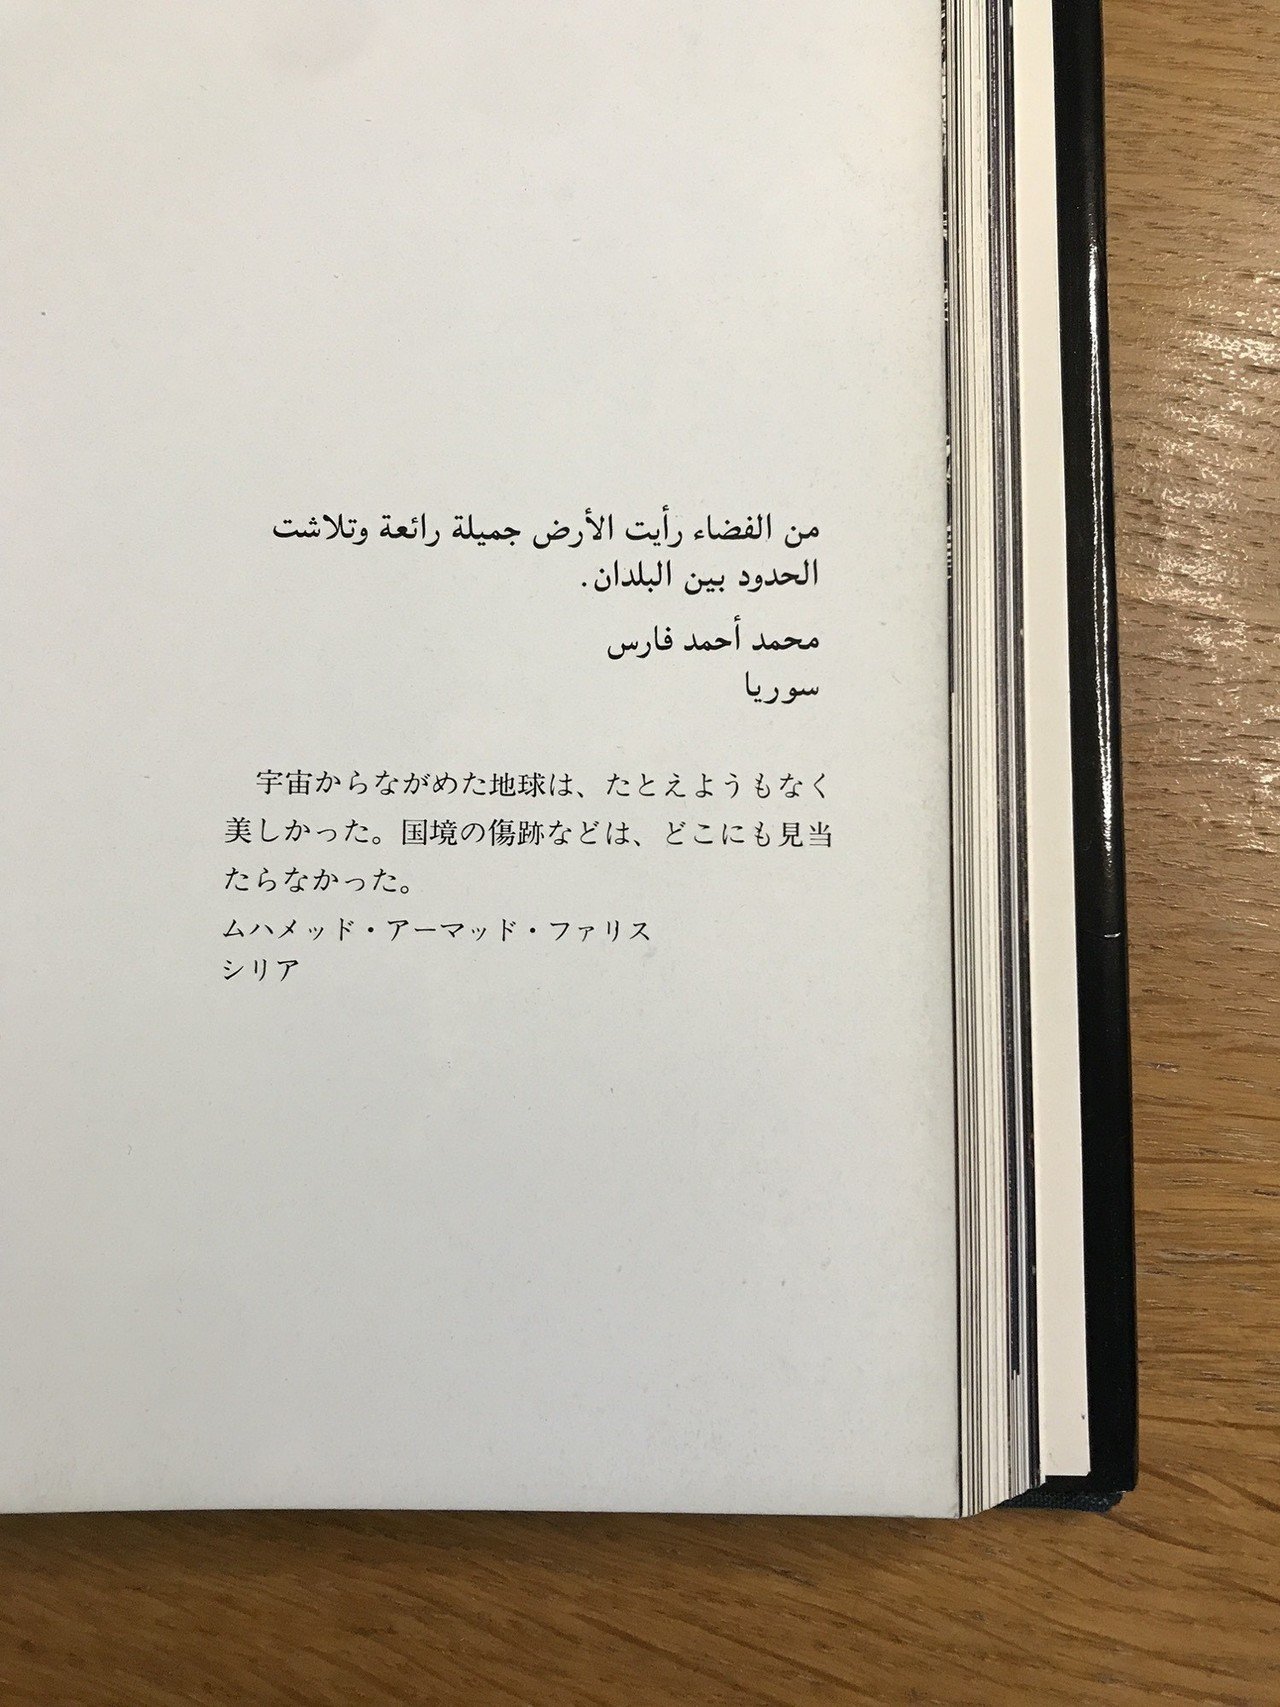 من الفضاء رأيت الأرض جميلة رائعة وتلاشت
الحدود بين البلدان.
محمد أحمد فارس
سوريا
宇宙からながめた地球は、たとえようもなく
美しかった。国境の傷跡などは、どこにも見当
たらなかった。
ムハメッド・アーマッド・ファリス
シリア